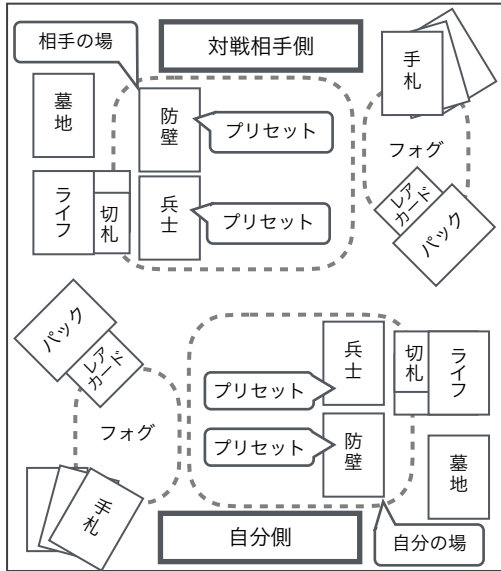 相手の場
対戦相手側
手札
墓地
防壁
プリセット
フォグ
ライフ
切札
兵士
プリセット
レア
カード
パック
パック
レア
カード
兵士
切札
ライフ
プリセット
フォグ
プリセット
防壁
墓地
手札
自分側
自分の場